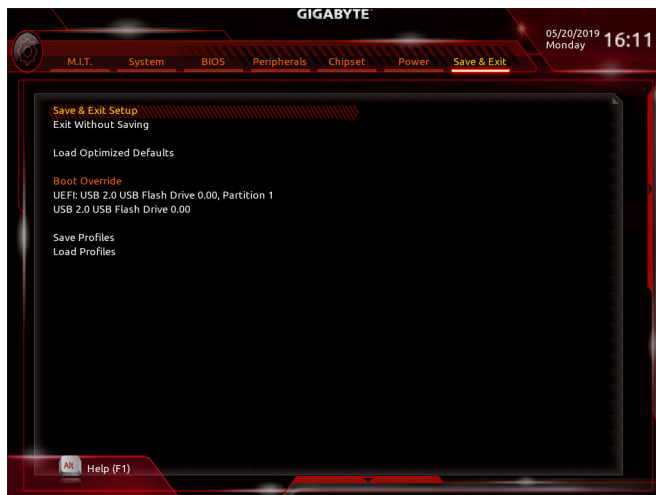 GIGABYTE™
05/20/2019
Monday
16:11
M.I.T. System BIOS Peripherals Chipset Power Save & Exit
Save & Exit Setup
Exit Without Saving
Load Optimized Defaults
Boot Override
UEFI: USB 2.0 USB Flash Drive 0.00, Partition 1
USB 2.0 USB Flash Drive 0.00
Save Profiles
Load Profiles
Alt Help (F1)